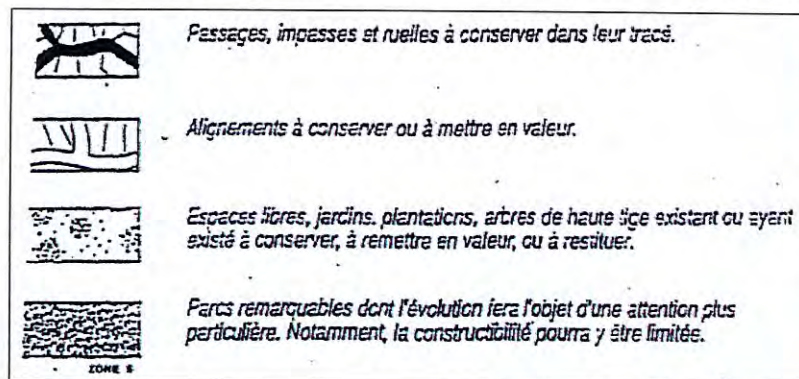 Passages, impasses et ruelles à conserver dans leur tracé.
Alignements à conserver ou à mettre en valeur.
Espaces libres, jardins, plantations, arbres de haute tige existant ou ayant
existé à conserver, à remettre en valeur, ou à restituer.
Parcs remarquables dont l'évolution fera l'objet d'une attention plus
particulière. Notamment, la constructibilité pourra y être limitée.
ZONE S